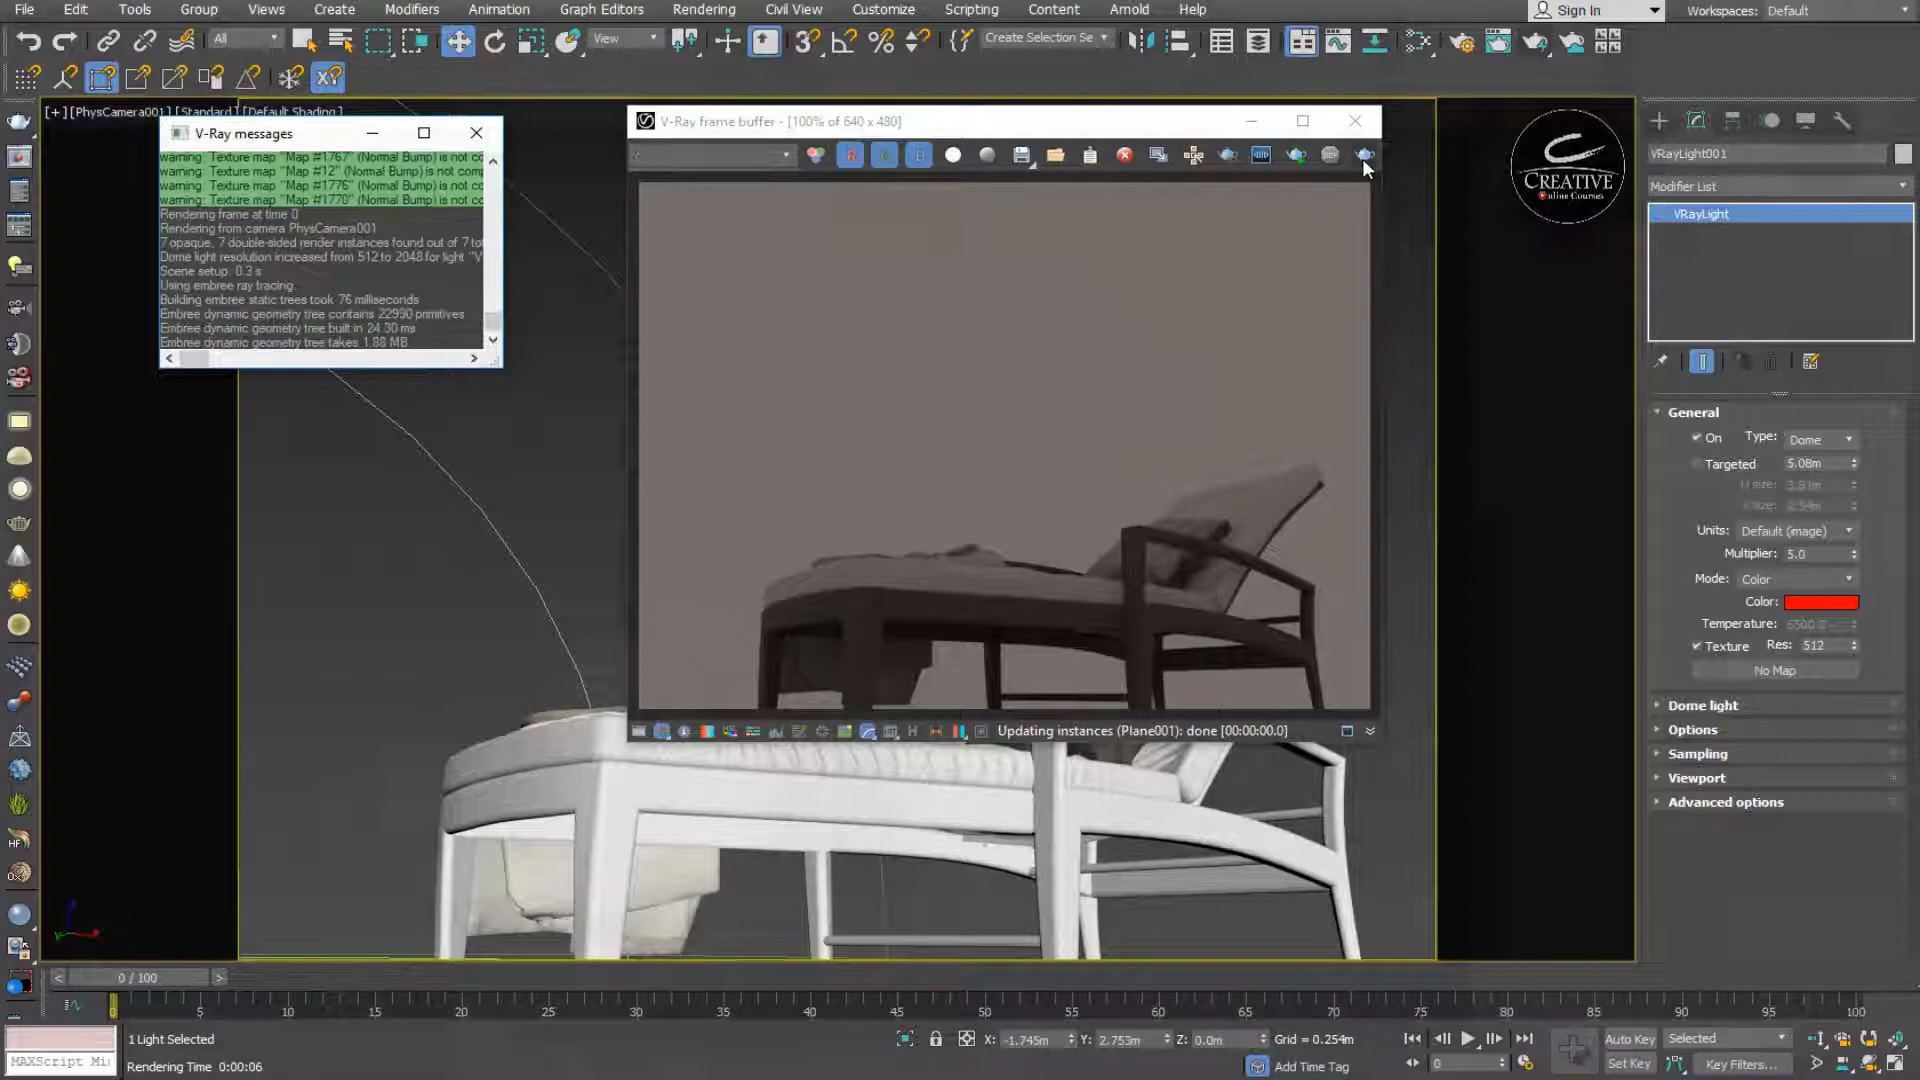 File Edit Tools Group Views Create Modifiers Animation Graph Editors Rendering Civil View Customize Scripting Content Arnold Help
Sign In Workspaces: Default
All View Create Selection Se
[+] [PhysCamera001] [Standard] [Default Shading]
V-Ray messages
warning: Texture map "Map #1767" (Normal Bump) is not co
warning: Texture map "Map #12" (Normal Bump) is not comp
warning: Texture map "Map #1776" (Normal Bump) is not co
warning: Texture map "Map #1770" (Normal Bump) is not co
Rendering frame at time 0
Rendering from camera PhysCamera001
7 opaque, 7 double-sided render instances found out of 7 tot
Dome light resolution increased from 512 to 2048 for light "V
Scene setup: 0.3 s
Using embree ray tracing.
Building embree static trees took 76 milliseconds
Embree dynamic geometry tree contains 22990 primitives
Embree dynamic geometry tree built in 24.30 ms
Embree dynamic geometry tree takes 1.88 MB
V-Ray frame buffer - [100% of 640 x 480]
Updating instances (Plane001): done [00:00:00.0]
CREATIVE
Online Courses
VRayLight001
Modifier List
VRayLight
General
On Type: Dome
Targeted 5.08m
Units: Default (image)
Multiplier: 5.0
Mode: Color
Color:
Temperature:
Texture Res: 512
No Map
Dome light
Options
Sampling
Viewport
Advanced options
0 / 100
0 5 10 15 20 25 30 35 40 45 50 55 60 65 70 75 80 85 90 95 100
1 Light Selected
X: -1.745m Y: 2.753m Z: 0.0m Grid = 0.254m
Auto Key Selected
MAXScript Mi
Rendering Time 0:00:06
Add Time Tag
0
Set Key Key Filters...